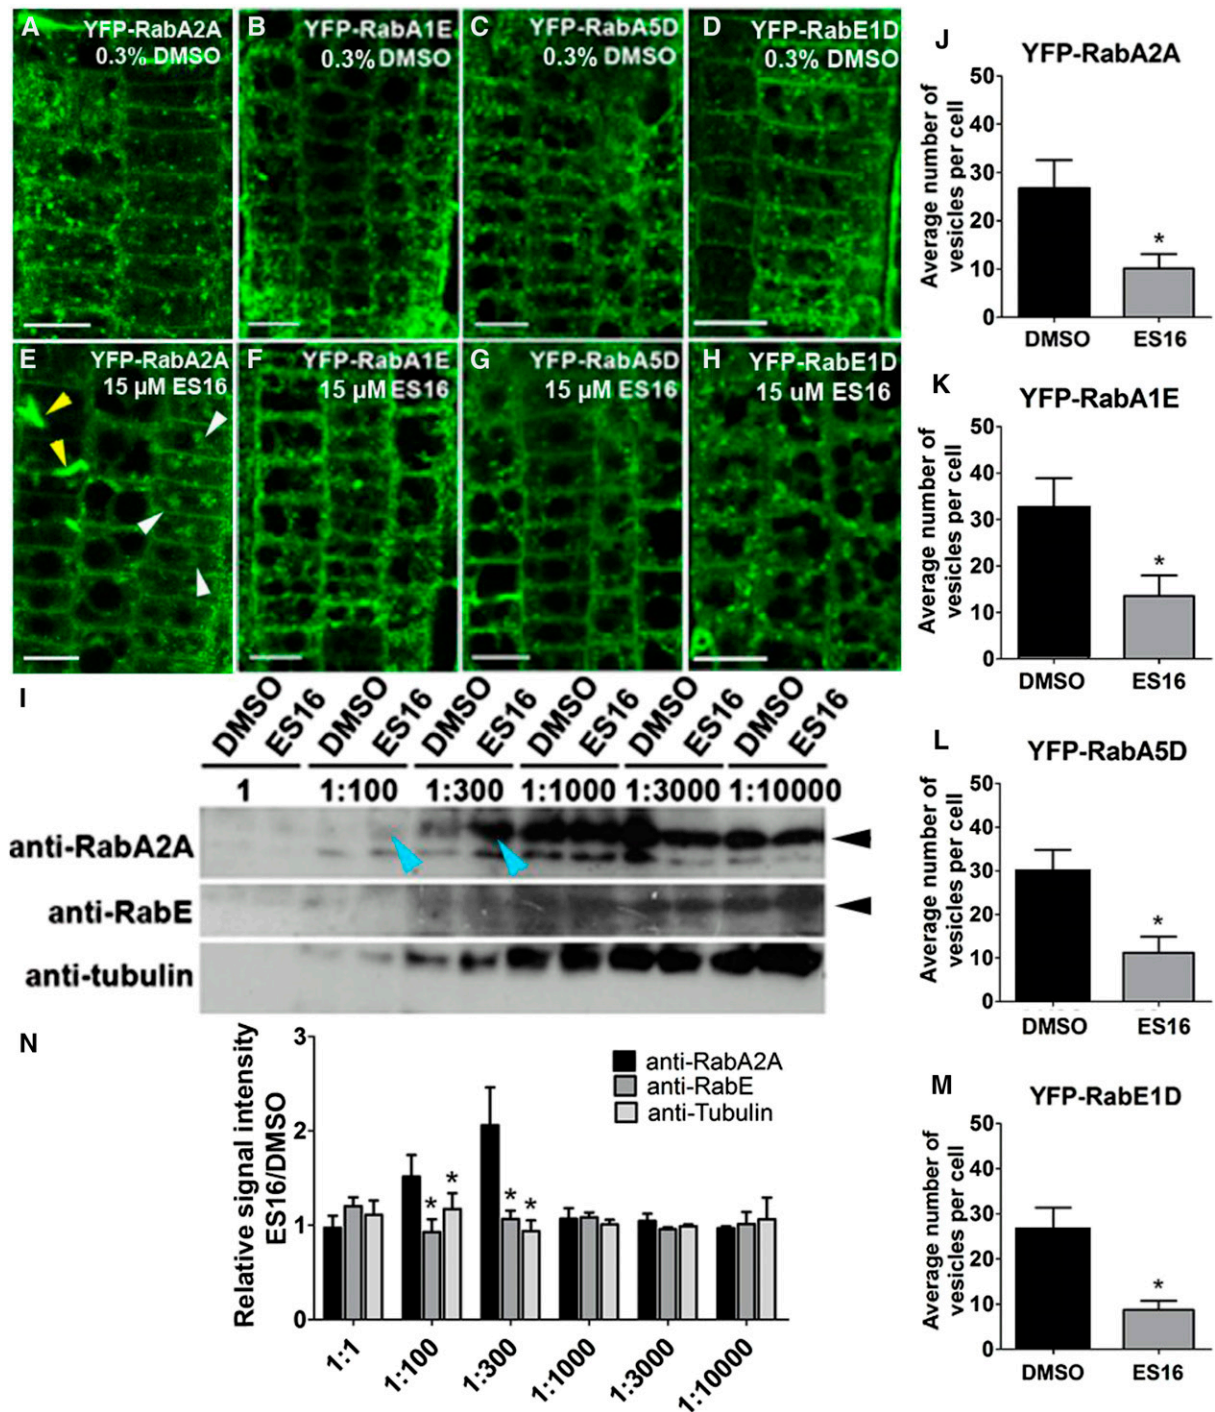 A YFP-RabA2A
0.3% DMSO
B YFP-RabA1E
0.3% DMSO
C YFP-RabA5D
0.3% DMSO
D YFP-RabE1D
0.3% DMSO
E YFP-RabA2A
15 µM ES16
F YFP-RabA1E
15 µM ES16
G YFP-RabA5D
15 µM ES16
H YFP-RabE1D
15 uM ES16
I
DMSO ES16 DMSO ES16 DMSO ES16 DMSO ES16 DMSO ES16 DMSO ES16
1 1:100 1:300 1:1000 1:3000 1:10000
anti-RabA2A
anti-RabE
anti-tubulin
J
YFP-RabA2A
Average number of
vesicles per cell
50
40
30
20
10
0
DMSO ES16
*
K
YFP-RabA1E
Average number of
vesicles per cell
50
40
30
20
10
0
DMSO ES16
*
L
YFP-RabA5D
Average number of
vesicles per cell
50
40
30
20
10
0
DMSO ES16
*
M
YFP-RabE1D
Average number of
vesicles per cell
50
40
30
20
10
0
DMSO ES16
*
N
Relative signal intensity
ES16/DMSO
3
2
1
0
anti-RabA2A
anti-RabE
anti-Tubulin
* * * *
1:1 1:100 1:300 1:1000 1:3000 1:10000